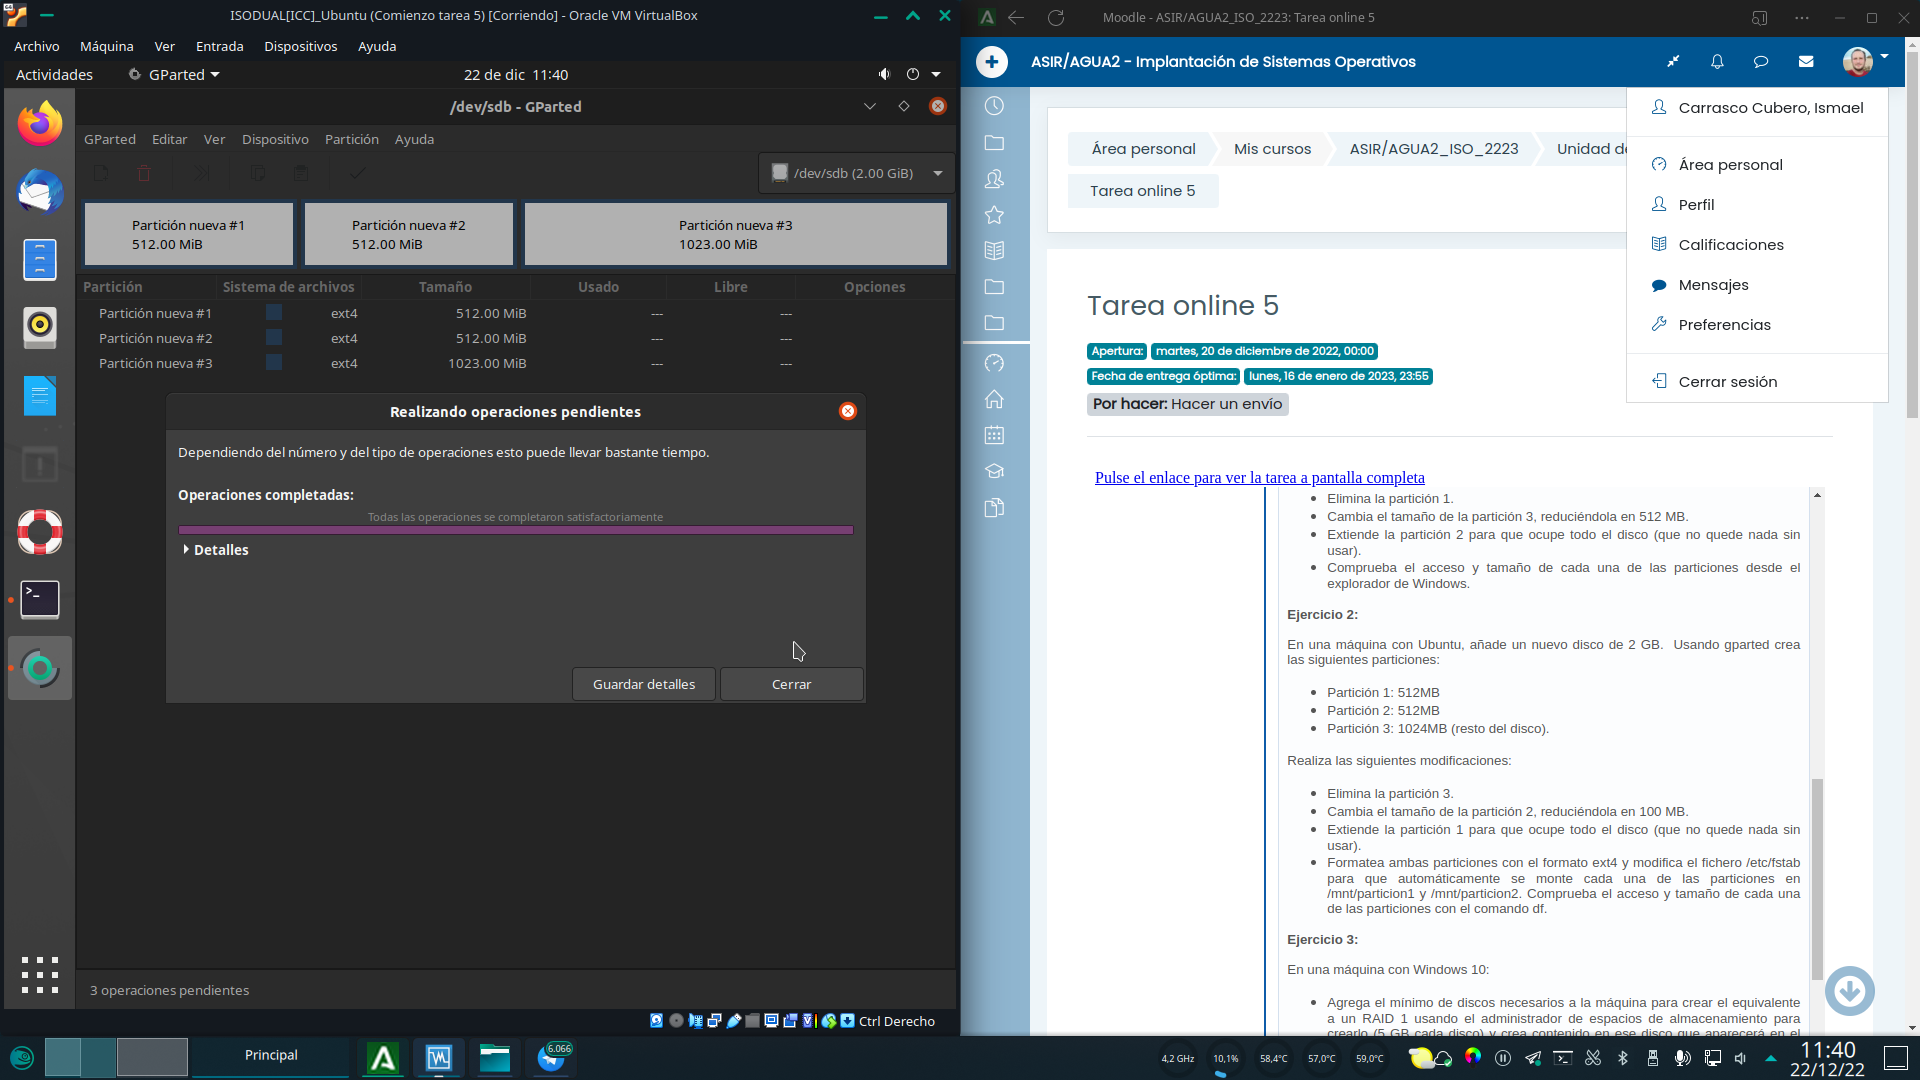 ISODUAL[ICC]_Ubuntu (Comienzo tarea 5) [Corriendo] - Oracle VM VirtualBox
Archivo Máquina Ver Entrada Dispositivos Ayuda
Actividades GParted 22 de dic 11:40
/dev/sdb - GParted
GParted Editar Ver Dispositivo Partición Ayuda
/dev/sdb (2.00 GiB)
Partición nueva #1
512.00 MiB
Partición nueva #2
512.00 MiB
Partición nueva #3
1023.00 MiB
Partición Sistema de archivos Tamaño Usado Libre Opciones
Partición nueva #1 ext4 512.00 MiB --- ---
Partición nueva #2 ext4 512.00 MiB --- ---
Partición nueva #3 ext4 1023.00 MiB --- ---
Realizando operaciones pendientes
Dependiendo del número y del tipo de operaciones esto puede llevar bastante tiempo.
Operaciones completadas:
Todas las operaciones se completaron satisfactoriamente
Detalles
Guardar detalles Cerrar
3 operaciones pendientes
Ctrl Derecho
Moodle - ASIR/AGUA2_ISO_2223: Tarea online 5
ASIR/AGUA2 - Implantación de Sistemas Operativos
Área personal Mis cursos ASIR/AGUA2_ISO_2223 Unidad de
Tarea online 5
Carrasco Cubero, Ismael
Área personal
Perfil
Calificaciones
Mensajes
Preferencias
Cerrar sesión
Tarea online 5
Apertura: martes, 20 de diciembre de 2022, 00:00
Fecha de entrega óptima: lunes, 16 de enero de 2023, 23:55
Por hacer: Hacer un envío
Pulse el enlace para ver la tarea a pantalla completa
• Elimina la partición 1.
• Cambia el tamaño de la partición 3, reduciéndola en 512 MB.
• Extiende la partición 2 para que ocupe todo el disco (que no quede nada sin
usar).
• Comprueba el acceso y tamaño de cada una de las particiones desde el
explorador de Windows.
Ejercicio 2:
En una máquina con Ubuntu, añade un nuevo disco de 2 GB. Usando gparted crea
las siguientes particiones:
• Partición 1: 512MB
• Partición 2: 512MB
• Partición 3: 1024MB (resto del disco).
Realiza las siguientes modificaciones:
• Elimina la partición 3.
• Cambia el tamaño de la partición 2, reduciéndola en 100 MB.
• Extiende la partición 1 para que ocupe todo el disco (que no quede nada sin
usar).
• Formatea ambas particiones con el formato ext4 y modifica el fichero /etc/fstab
para que automáticamente se monte cada una de las particiones en
/mnt/particion1 y /mnt/particion2. Comprueba el acceso y tamaño de cada una
de las particiones con el comando df.
Ejercicio 3:
En una máquina con Windows 10:
• Agrega el mínimo de discos necesarios a la máquina para crear el equivalente
a un RAID 1 usando el administrador de espacios de almacenamiento para
crearlo (5 GB cada disco) y crea contenido en ese disco que aparecerá en el
Principal
6.066
4,2 GHz 10,1% 58,4°C 57,0°C 59,0°C
11:40
22/12/22